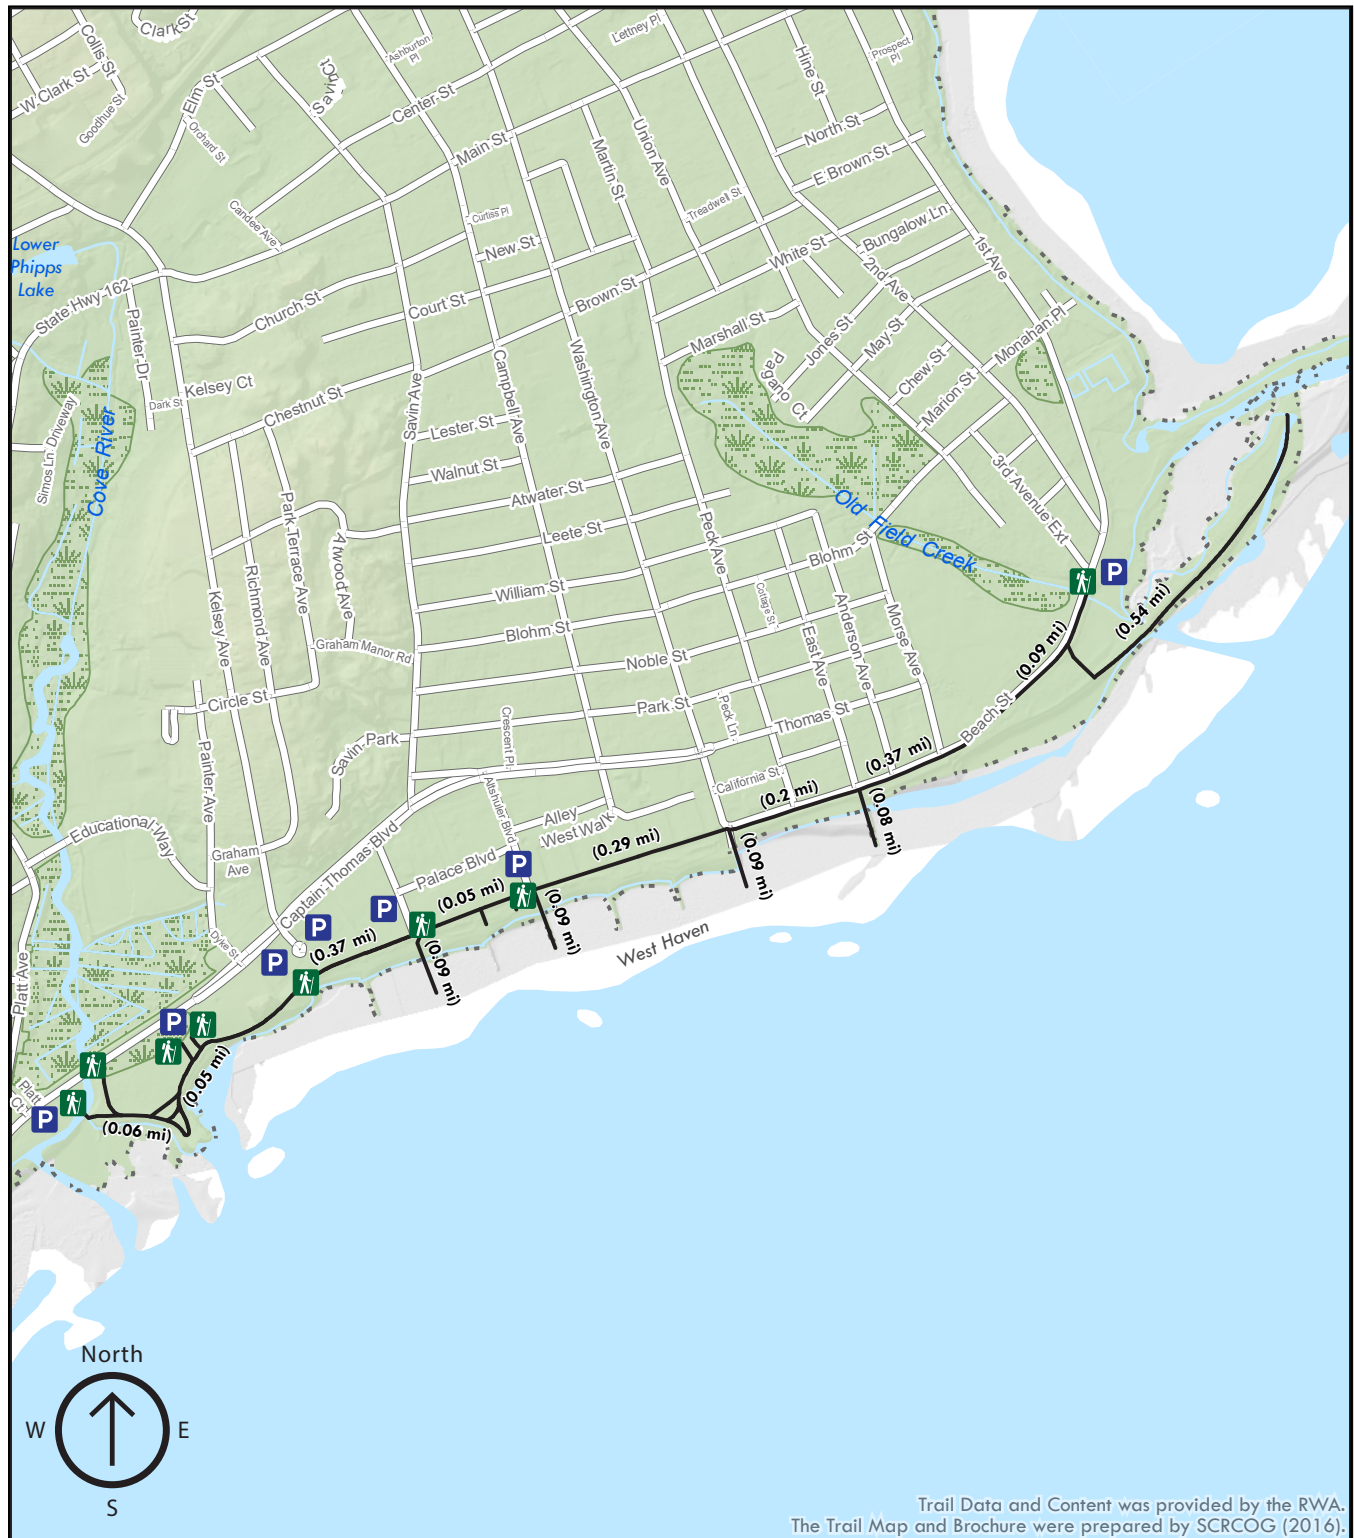 Clark St
Collis St
W Clark St
Goodhue St
Elm St
Orchard St
Savin Ct
Ashburton
Pl
Lettney Pl
Hine St
Prospect
Pl
Center St
Main St
Union Ave
Martin St
North St
E Brown St
Treadwell St
Candee Ave
Curtiss Pl
New St
White St
Bungalow Ln
2nd Ave
1st Ave
Lower
Phipps
Lake
State Hwy 162
Painter Dr
Church St
Court St
Brown St
Marshall St
Pagano Ct
Jones St
May St
Chew St
Marion St
Monahan Pl
Dark St
Kelsey Ct
Chestnut St
Savin Ave
Campbell Ave
Washington Ave
Simos Ln
Driveway
Cove River
Lester St
Walnut St
Atwater St
Leete St
Peck Ave
Old Field Creek
3rd Avenue Ext
Park Terrace Ave
Atwood Ave
Kelsey Ave
Richmond Ave
William St
Blohm St
Blohm St
Cottage St
East Ave
Anderson Ave
Morse Ave
Graham Manor Rd
Noble St
Circle St
Park St
Peck Ln
Thomas St
Crescent Pl
Savin Park
Painter Ave
California St
Altshuler Blvd
Alley
West Walk
Educational Way
Graham
Ave
Captain Thomas Blvd
Palace Blvd
Dyke St
Platt Ave
Platt
Ct
Beach St
West Haven
(0.54 mi)
(0.09 mi)
(0.37 mi)
(0.2 mi)
(0.08 mi)
(0.29 mi)
(0.09 mi)
(0.05 mi)
(0.09 mi)
(0.37 mi)
(0.09 mi)
(0.05 mi)
(0.06 mi)
P
P
P
P
P
P
P
North
W
E
S
Trail Data and Content was provided by the RWA.
The Trail Map and Brochure were prepared by SCRCOG (2016).